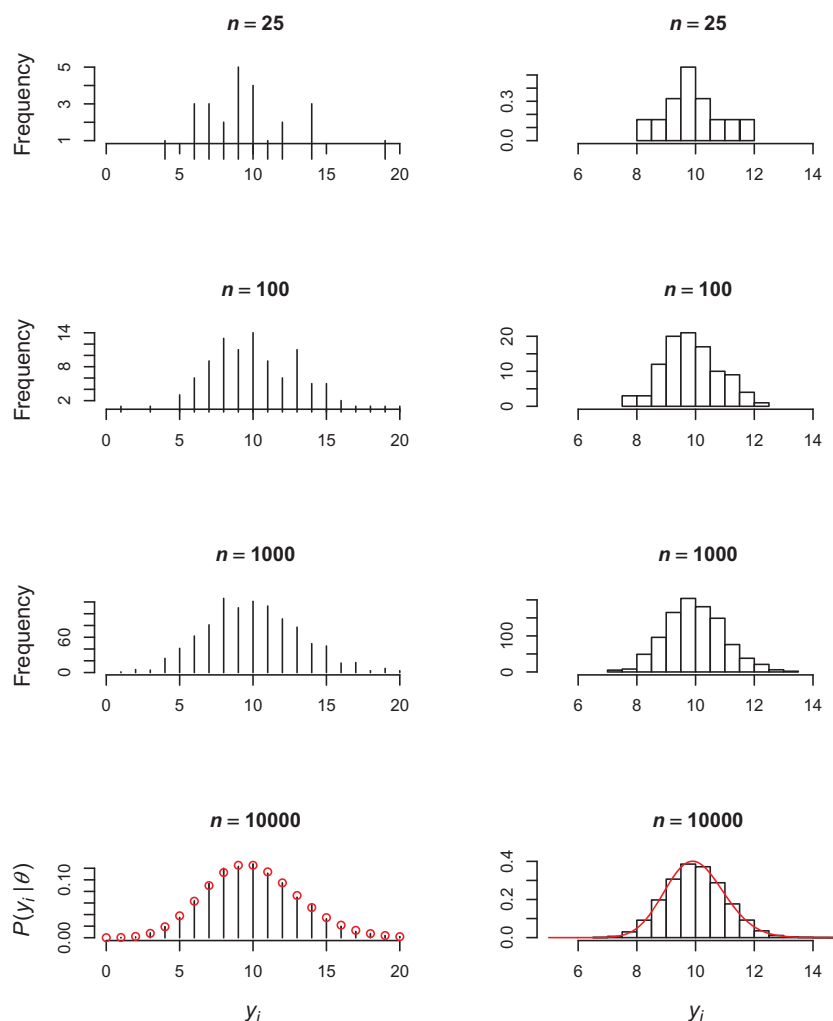 n = 25
Frequency
1 3 5
0 5 10 15 20
n = 25
0.0 0.3
6 8 10 12 14
n = 100
Frequency
2 8 14
0 5 10 15 20
n = 100
0 10 20
6 8 10 12 14
n = 1000
Frequency
0 60
0 5 10 15 20
n = 1000
0 100
6 8 10 12 14
n = 10000
P(y_i | θ)
0.00 0.10
0 5 10 15 20
y_i
n = 10000
0.0 0.2 0.4
6 8 10 12 14
y_i